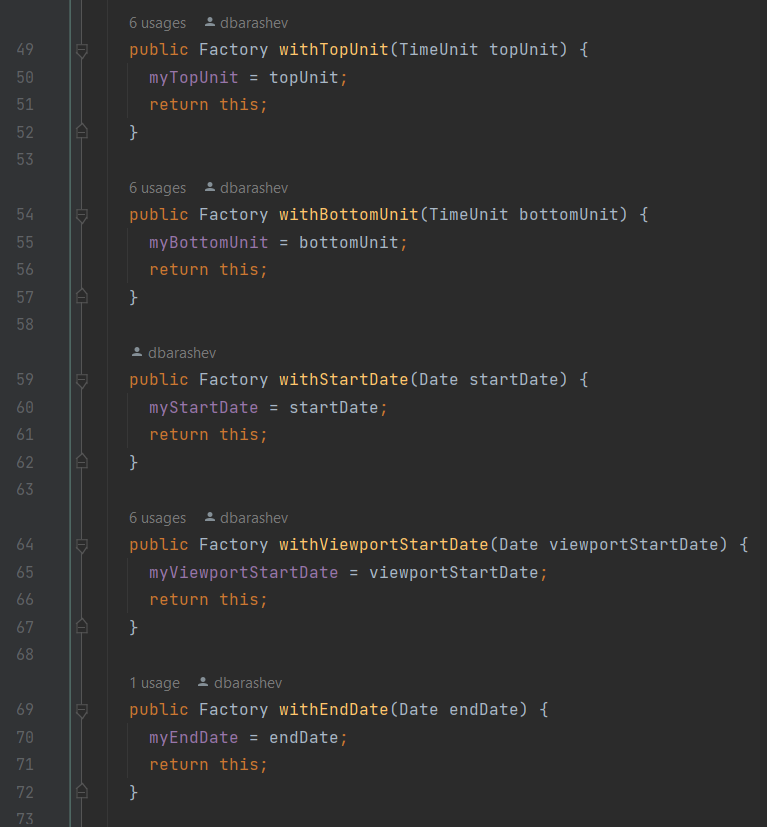 6 usages dbarashev
49 public Factory withTopUnit(TimeUnit topUnit) {
50 myTopUnit = topUnit;
51 return this;
52 }
53
6 usages dbarashev
54 public Factory withBottomUnit(TimeUnit bottomUnit) {
55 myBottomUnit = bottomUnit;
56 return this;
57 }
58
dbarashev
59 public Factory withStartDate(Date startDate) {
60 myStartDate = startDate;
61 return this;
62 }
63
6 usages dbarashev
64 public Factory withViewportStartDate(Date viewportStartDate) {
65 myViewportStartDate = viewportStartDate;
66 return this;
67 }
68
1 usage dbarashev
69 public Factory withEndDate(Date endDate) {
70 myEndDate = endDate;
71 return this;
72 }
73